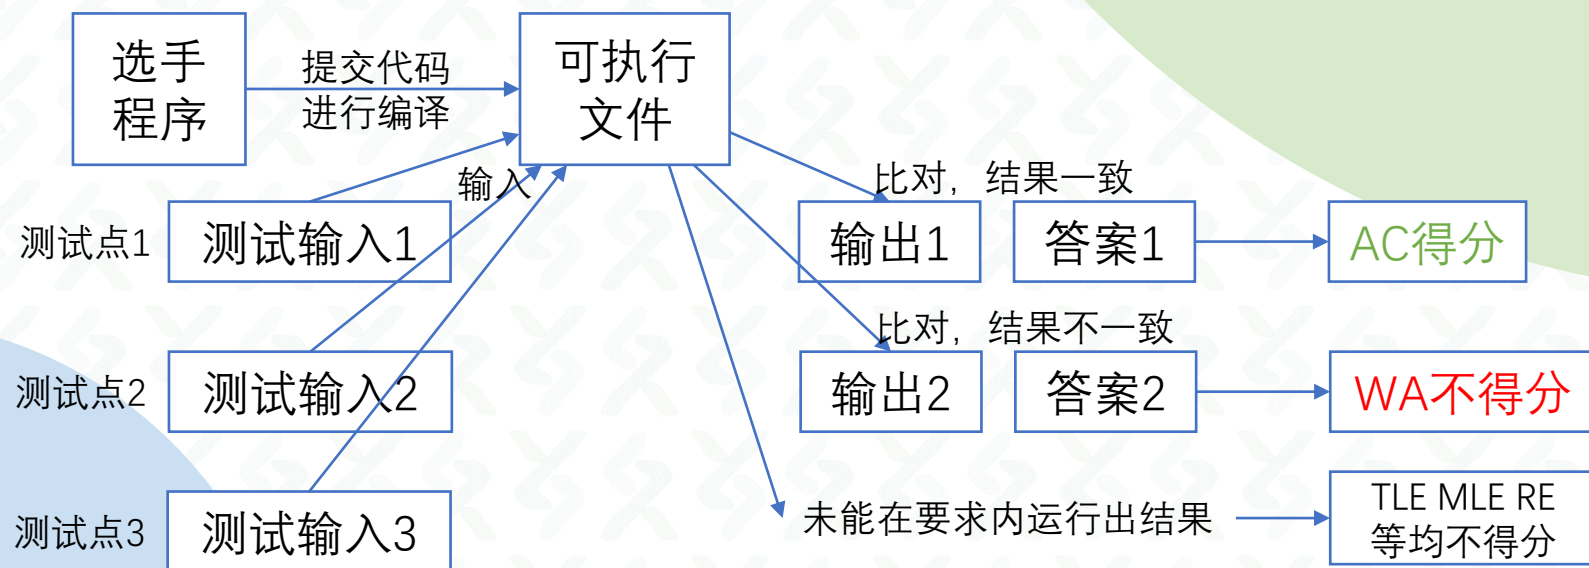 选手
程序
提交代码
进行编译
可执行
文件
输入
比对，结果一致
测试点1
测试输入1
输出1
答案1
AC得分
比对，结果不一致
测试点2
测试输入2
输出2
答案2
WA不得分
测试点3
测试输入3
未能在要求内运行出结果
TLE MLE RE
等均不得分